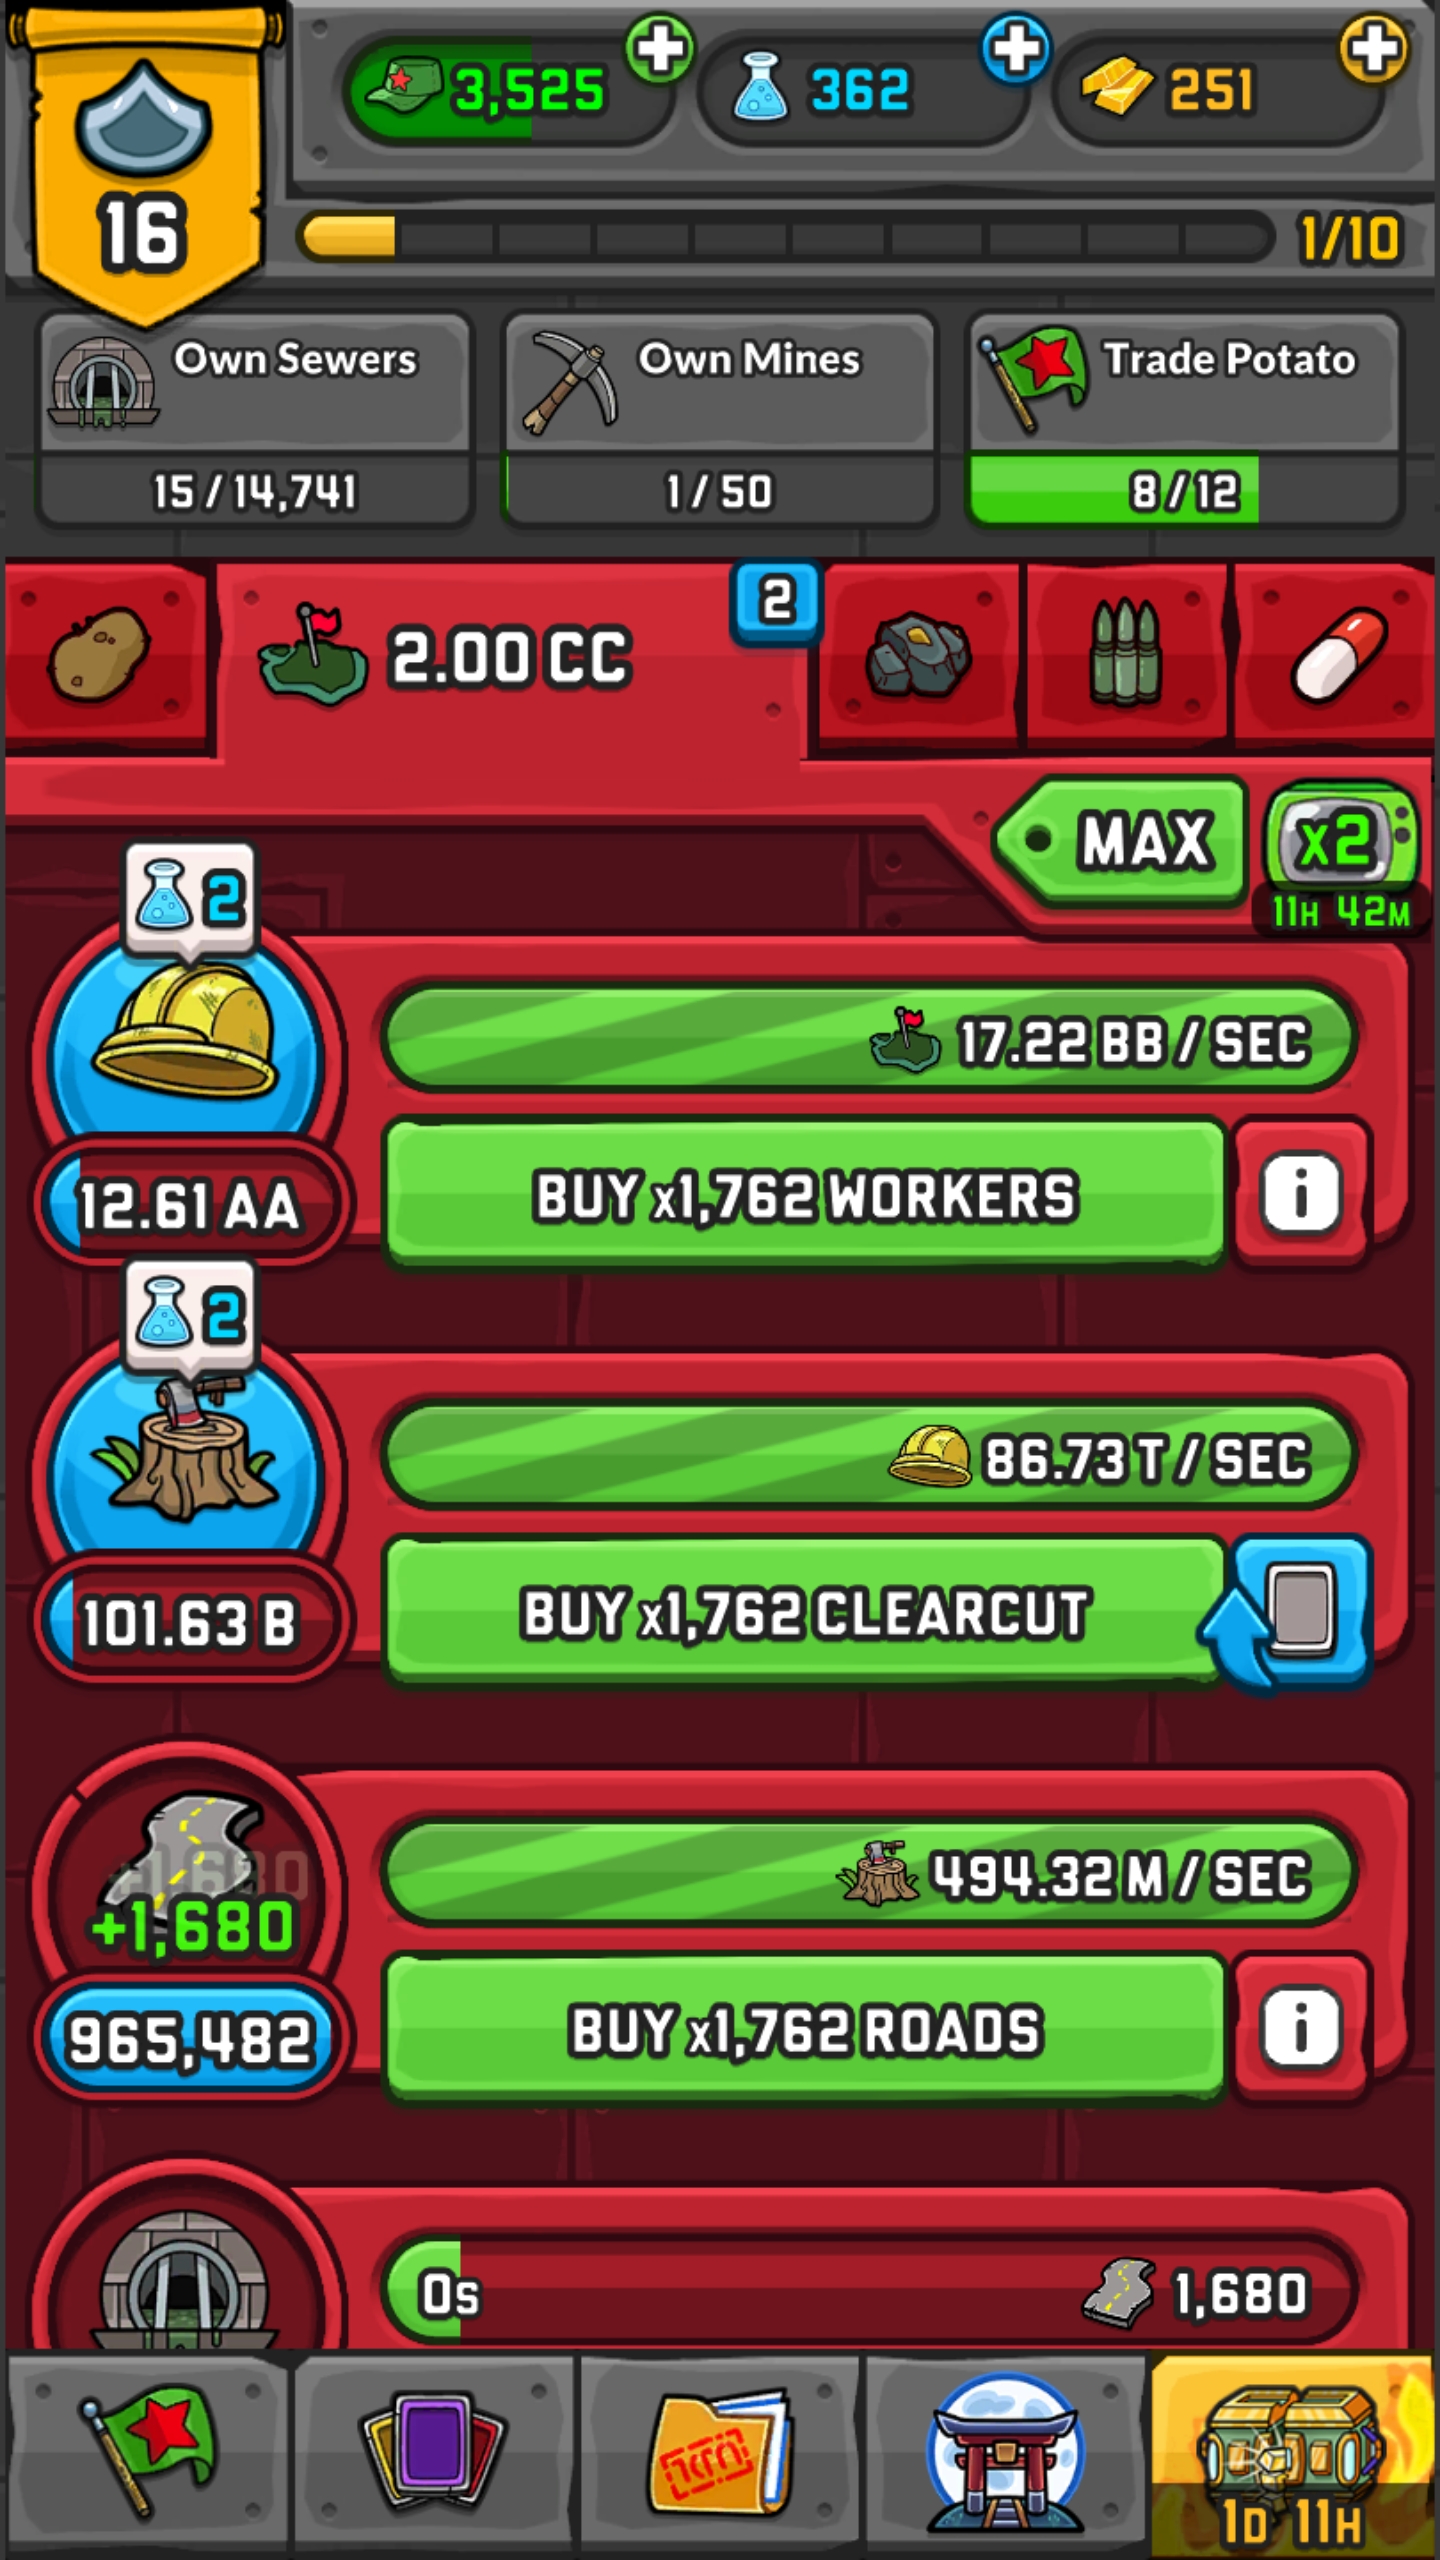 3,525
362
251
16
1/10
Own Sewers
15/14,741
Own Mines
1/50
Trade Potato
8/12
2.00 CC
2
MAX
x2
11H 42M
2
17.22 BB / SEC
12.61 AA
BUY x1,762 WORKERS
2
86.73 T / SEC
101.63 B
BUY x1,762 CLEARCUT
494.32 M / SEC
+1,680
+1,680
965,482
BUY x1,762 ROADS
0s
1,680
1D 11H